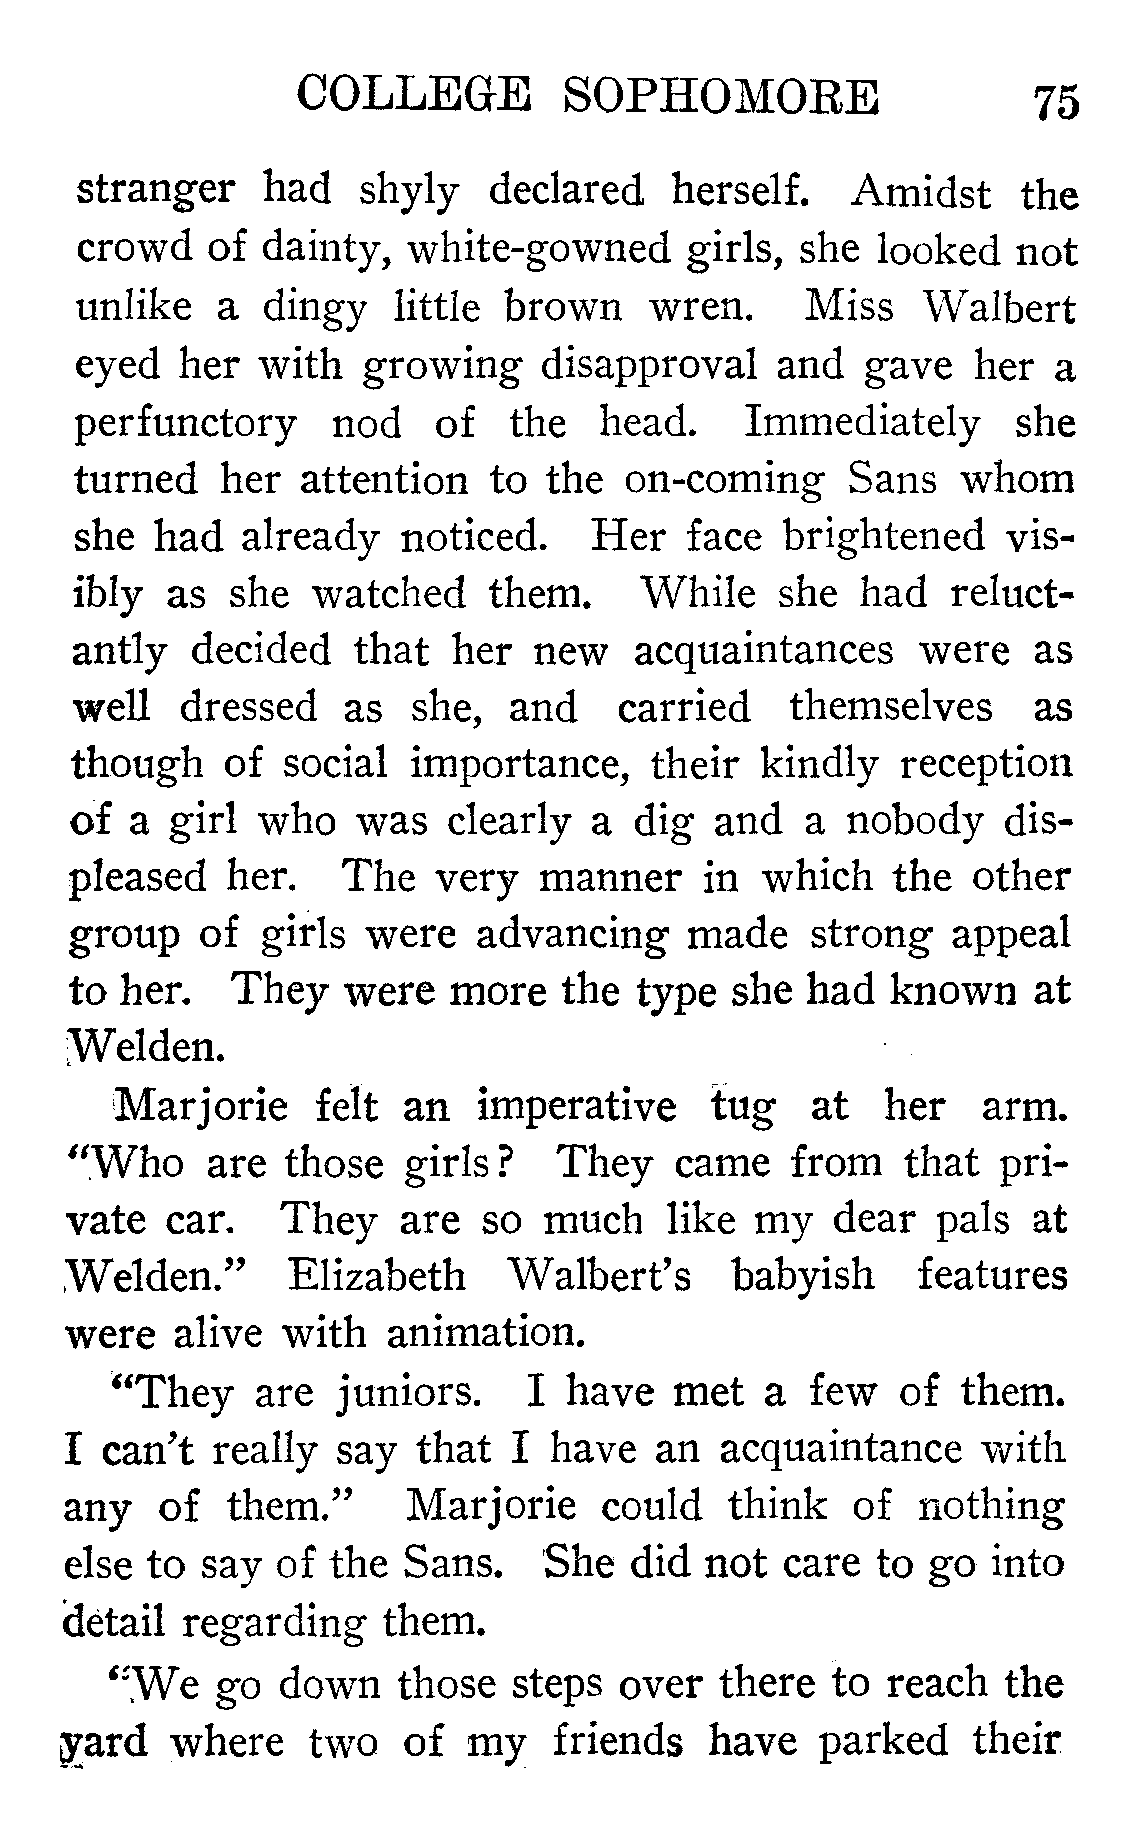 COLLEGE SOPHOMORE 75
stranger had shyly declared herself. Amidst the
crowd of dainty, white-gowned girls, she looked not
unlike a dingy little brown wren. Miss Walbert
eyed her with growing disapproval and gave her a
perfunctory nod of the head. Immediately she
turned her attention to the on-coming Sans whom
she had already noticed. Her face brightened vis-
ibly as she watched them. While she had reluct-
antly decided that her new acquaintances were as
well dressed as she, and carried themselves as
though of social importance, their kindly reception
of a girl who was clearly a dig and a nobody dis-
pleased her. The very manner in which the other
group of girls were advancing made strong appeal
to her. They were more the type she had known at
Welden.
Marjorie felt an imperative tug at her arm.
“Who are those girls? They came from that pri-
vate car. They are so much like my dear pals at
Welden.” Elizabeth Walbert’s babyish features
were alive with animation.
“They are juniors. I have met a few of them.
I can’t really say that I have an acquaintance with
any of them.” Marjorie could think of nothing
else to say of the Sans. She did not care to go into
detail regarding them.
“We go down those steps over there to reach the
yard where two of my friends have parked their